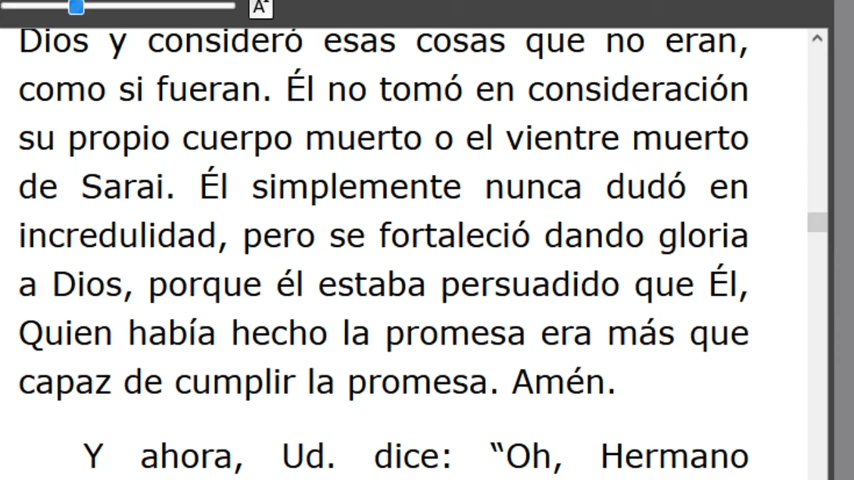 A
Dios y consideró esas cosas que no eran,
como si fueran. Él no tomó en consideración
su propio cuerpo muerto o el vientre muerto
de Sarai. Él simplemente nunca dudó en
incredulidad, pero se fortaleció dando gloria
a Dios, porque él estaba persuadido que Él,
Quien había hecho la promesa era más que
capaz de cumplir la promesa. Amén.
Y ahora, Ud. dice: “Oh, Hermano